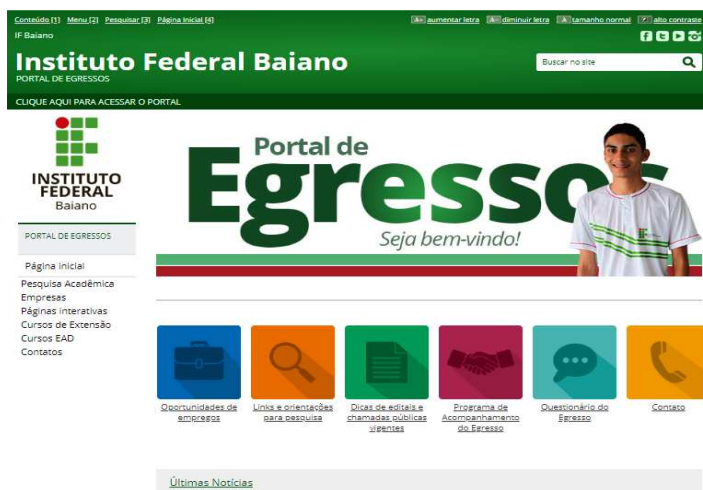 Conteúdo [1] Menu [2] Pesquisar [3] Página Inicial [4]
A+ aumentar letra A- diminuir letra A tamanho normal alto contraste
IF Baiano
Instituto Federal Baiano
PORTAL DE EGRESSOS
Buscar no site
CLIQUE AQUI PARA ACESSAR O PORTAL
INSTITUTO
FEDERAL
Baiano
PORTAL DE EGRESSOS
Página inicial
Pesquisa Acadêmica
Empresas
Páginas Interativas
Cursos de Extensão
Cursos EAD
Contatos
Portal de
Egressos
Seja bem-vindo!
Oportunidades de
empregos
Links e orientações
para pesquisa
Dicas de editais e
chamadas públicas
vigentes
Programa de
Acompanhamento
do Egresso
Questionário do
Egresso
Contato
Últimas Notícias